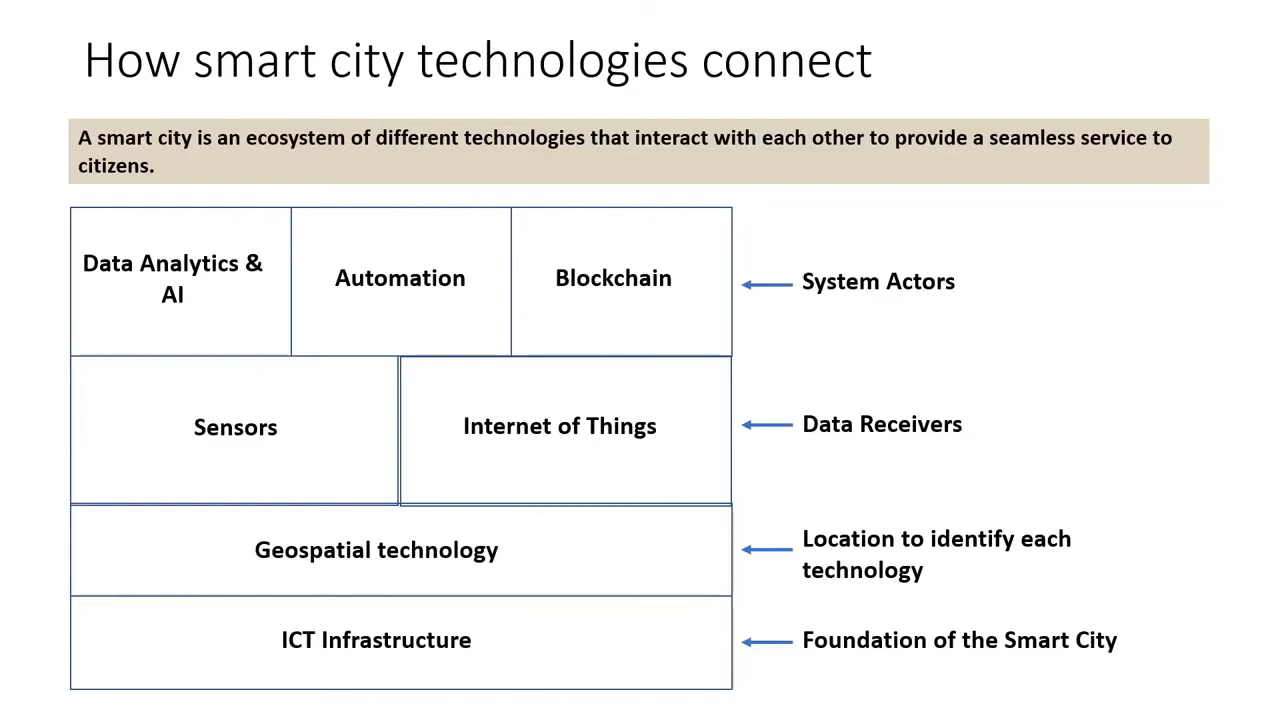 How smart city technologies connect
A smart city is an ecosystem of different technologies that interact with each other to provide a seamless service to
citizens.
Data Analytics &
AI
Automation
Blockchain
System Actors
Sensors
Internet of Things
Data Receivers
Geospatial technology
Location to identify each
technology
ICT Infrastructure
Foundation of the Smart City